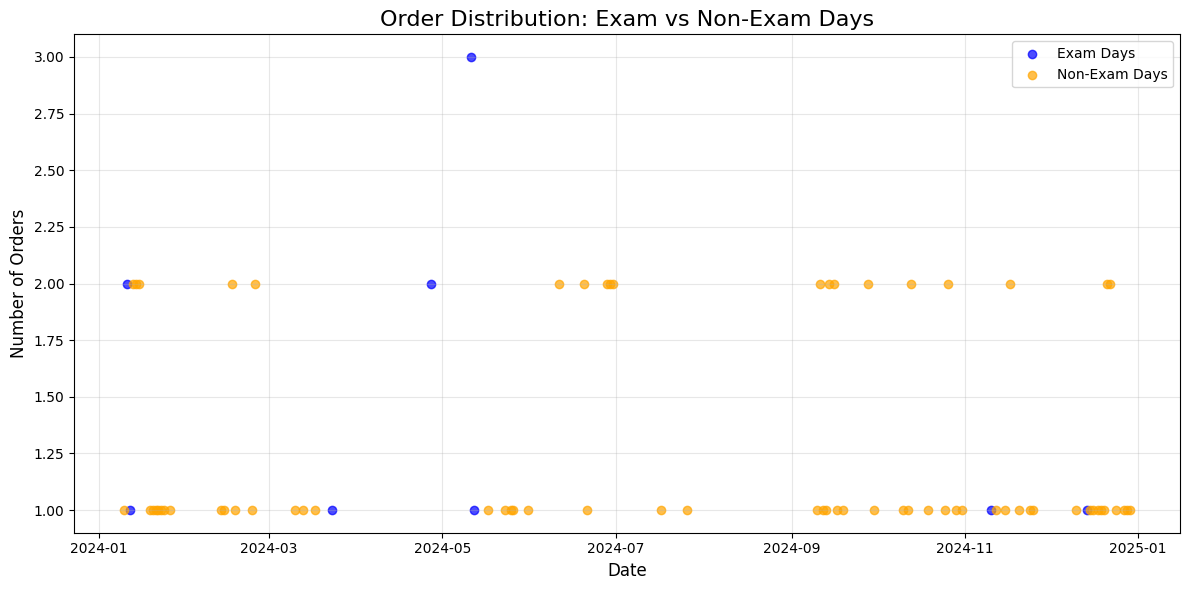 Order Distribution: Exam vs Non-Exam Days
Exam Days
Non-Exam Days
Number of Orders
3.00
2.75
2.50
2.25
2.00
1.75
1.50
1.25
1.00
2024-01 2024-03 2024-05 2024-07 2024-09 2024-11 2025-01
Date